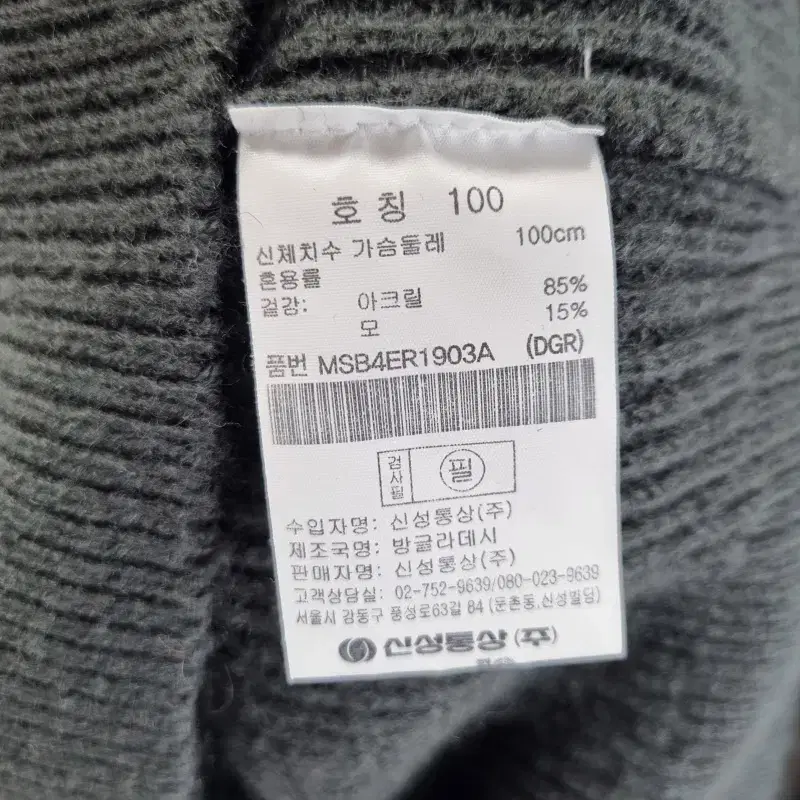 호칭 100
신체치수 가슴둘레 100cm
혼용률
겉감: 아크릴 85%
모 15%
품번 MSB4ER1903A (DGR)
검사필 필
수입자명: 신성통상(주)
제조국명: 방글라데시
판매자명: 신성통상(주)
고객상담실: 02-752-9639/080-023-9639
서울시 강동구 풍성로63길 84 (둔촌동,신성빌딩)
신성통상(주)